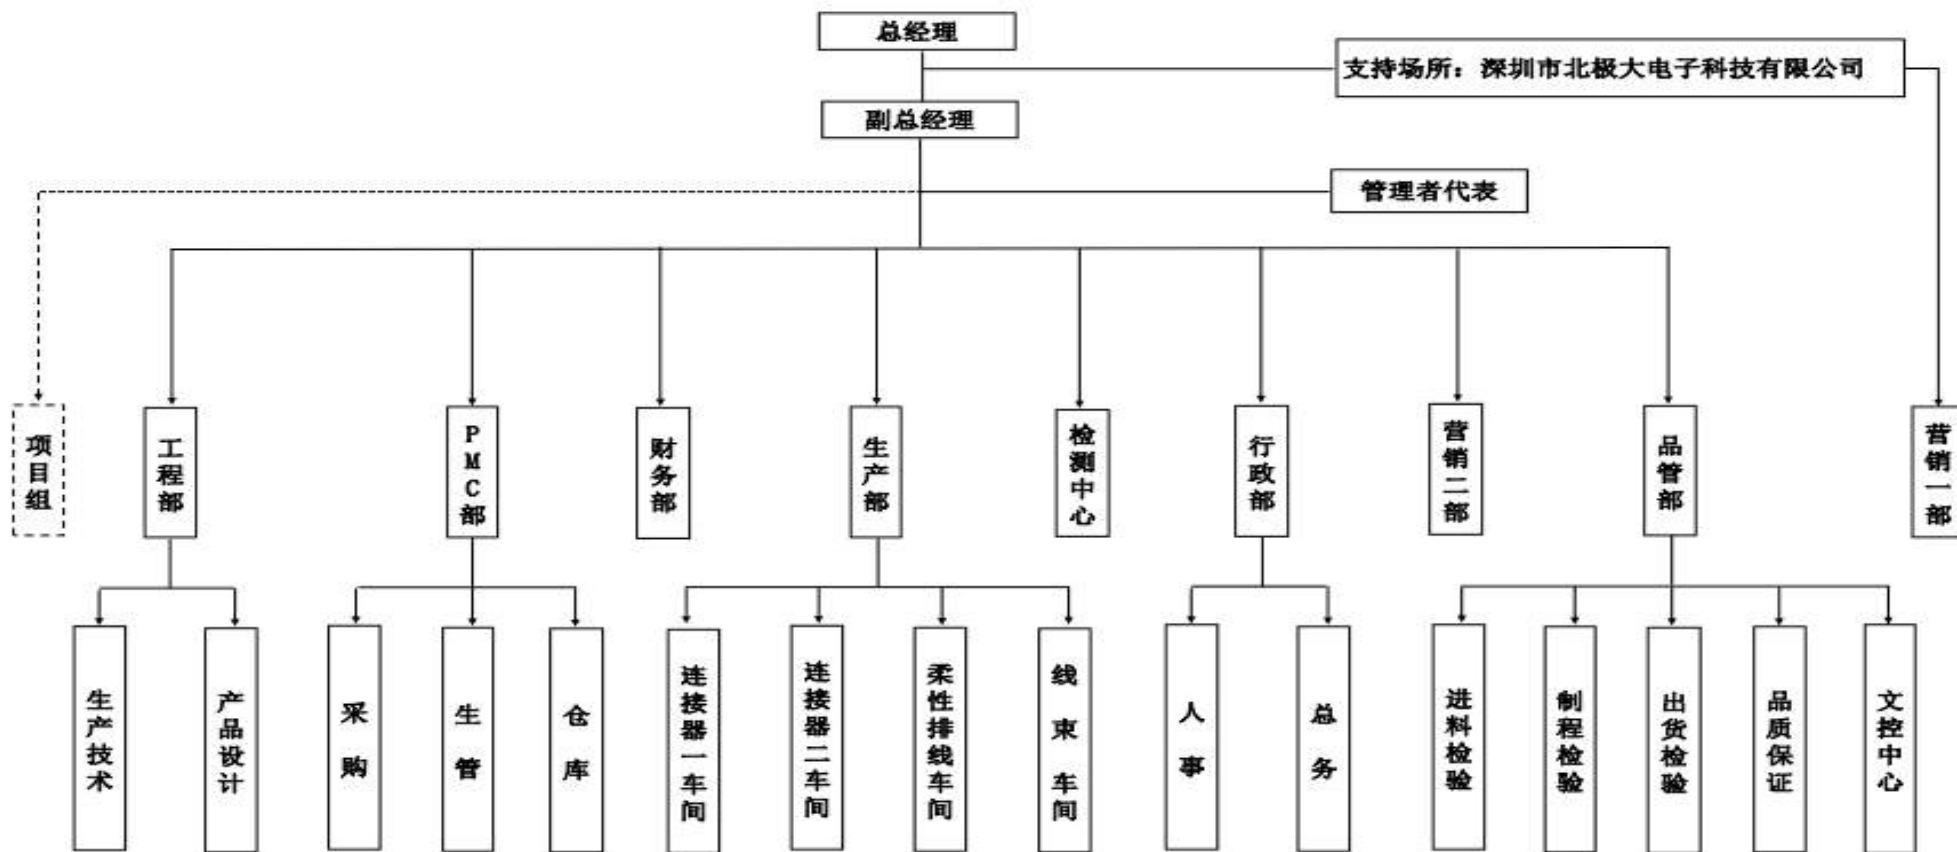 总经理
支持场所：深圳市北极大电子科技有限公司
副总经理
管理者代表
项目组
工程部
PMC部
财务部
生产部
检测中心
行政部
营销二部
品管部
营销一部
生产技术
产品设计
采购
生管
仓库
连接器一车间
连接器二车间
柔性排线车间
线束车间
人事
总务
进料检验
制程检验
出货检验
品质保证
文控中心